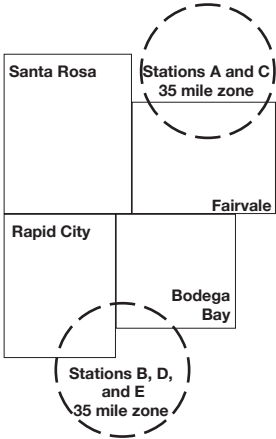 Santa Rosa
Stations A and C
35 mile zone
Fairvale
Rapid City
Bodega
Bay
Stations B, D,
and E
35 mile zone